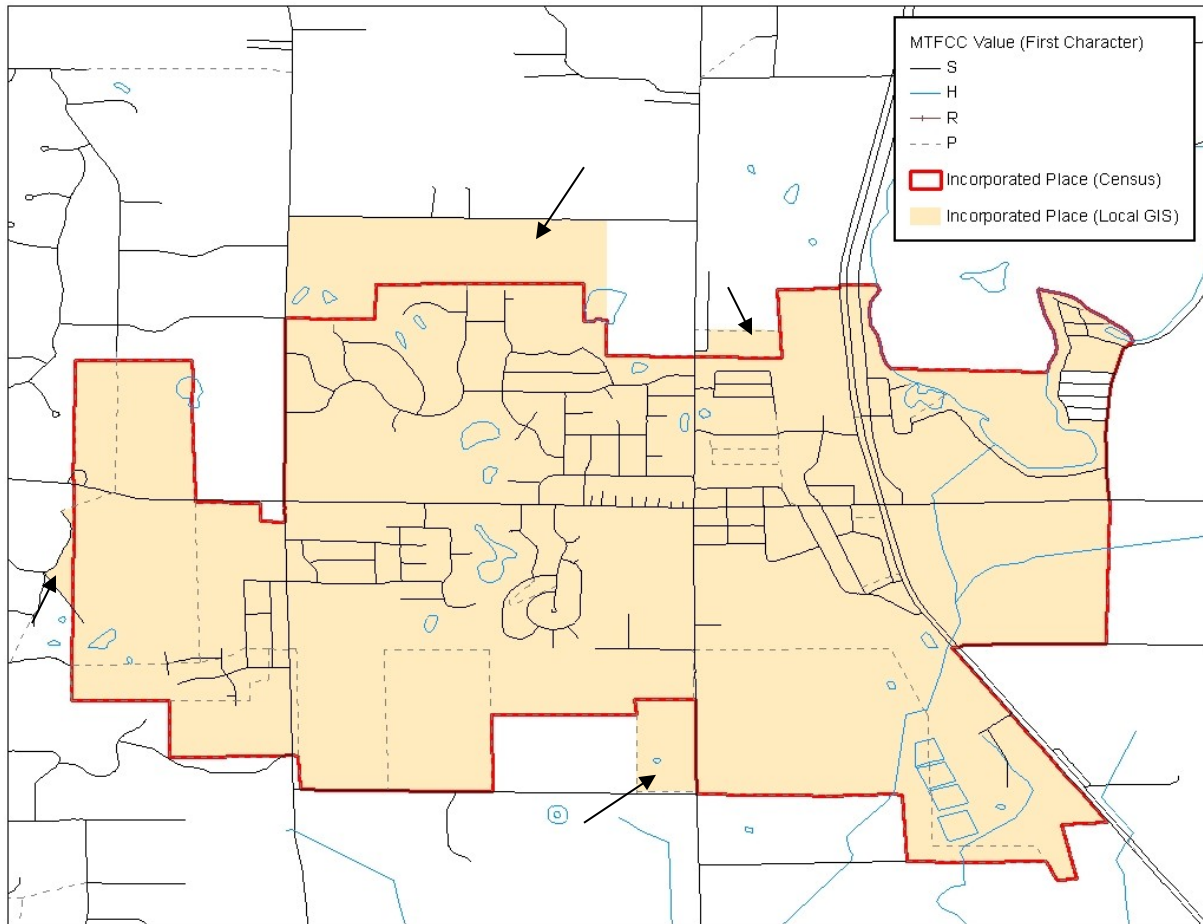 MTFCC Value (First Character)
S
H
R
P
Incorporated Place (Census)
Incorporated Place (Local GIS)